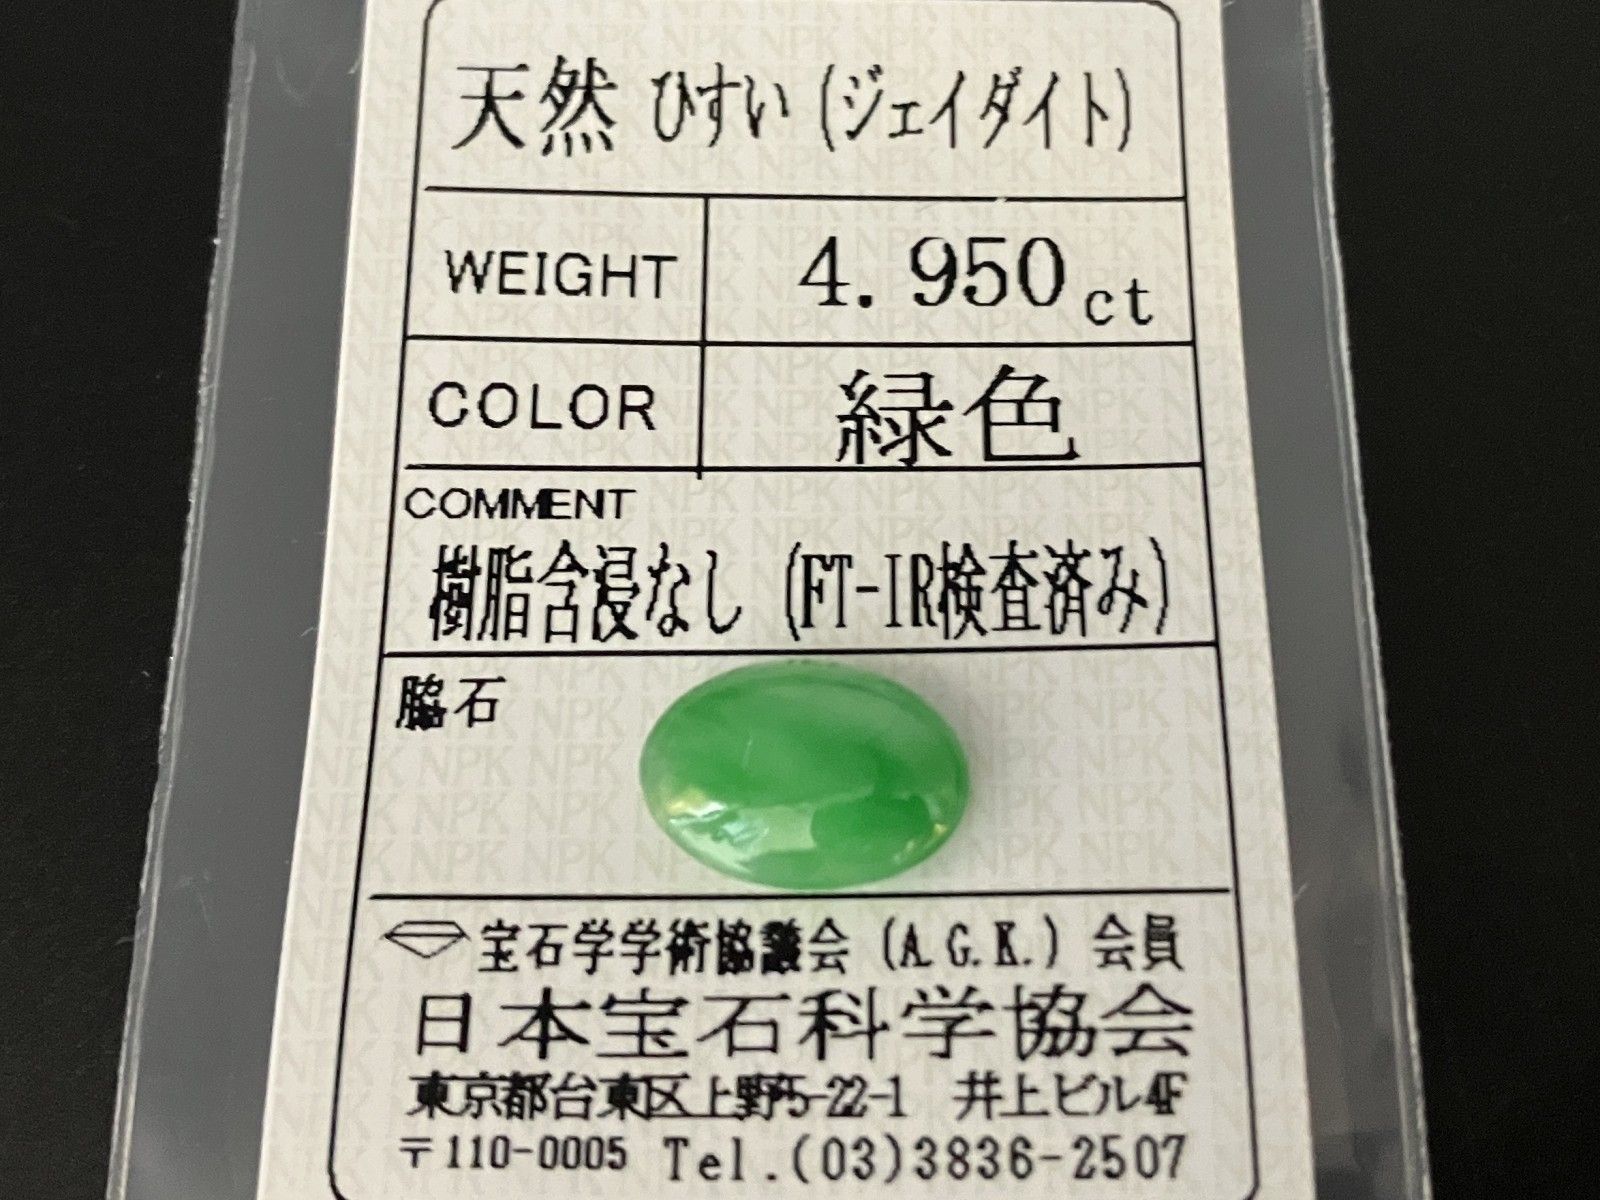 天然 ひすい (ジェイダイト)
WEIGHT 4.950 ct
COLOR 緑色
COMMENT
樹脂含浸なし (FT-IR検査済み)
脇石
宝石学学術協議会 (A.G.K.) 会員
日本宝石科学協会
東京都台東区上野5-22-1 井上ビル4F
〒110-0005 Tel.(03)3836-2507